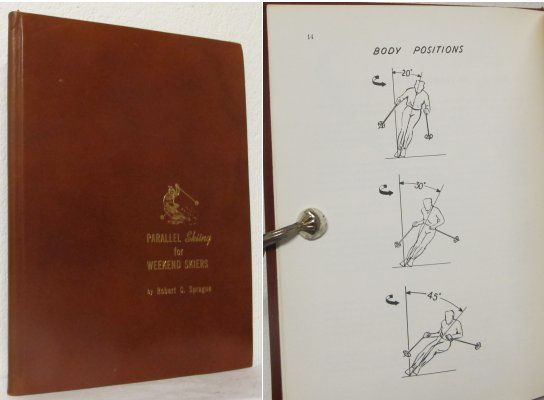 PARALLEL Skiing
for
WEEKEND SKIERS
by Robert C. Sprague
14
BODY POSITIONS
20°
30°
45°